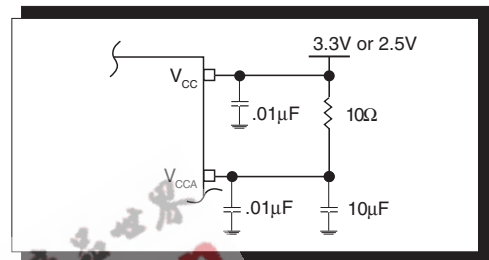 3.3V or 2.5V
VCC
.01µF
10Ω
VCCA
.01µF
10µF